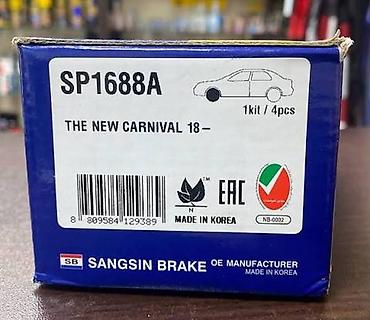 SP1688A
1kit / 4pcs
THE NEW CARNIVAL 18-
8 809584 129389
N
MADE IN KOREA
EAC
NB-0002
SB
SANGSIN BRAKE
OE MANUFACTURER
MADE IN KOREA